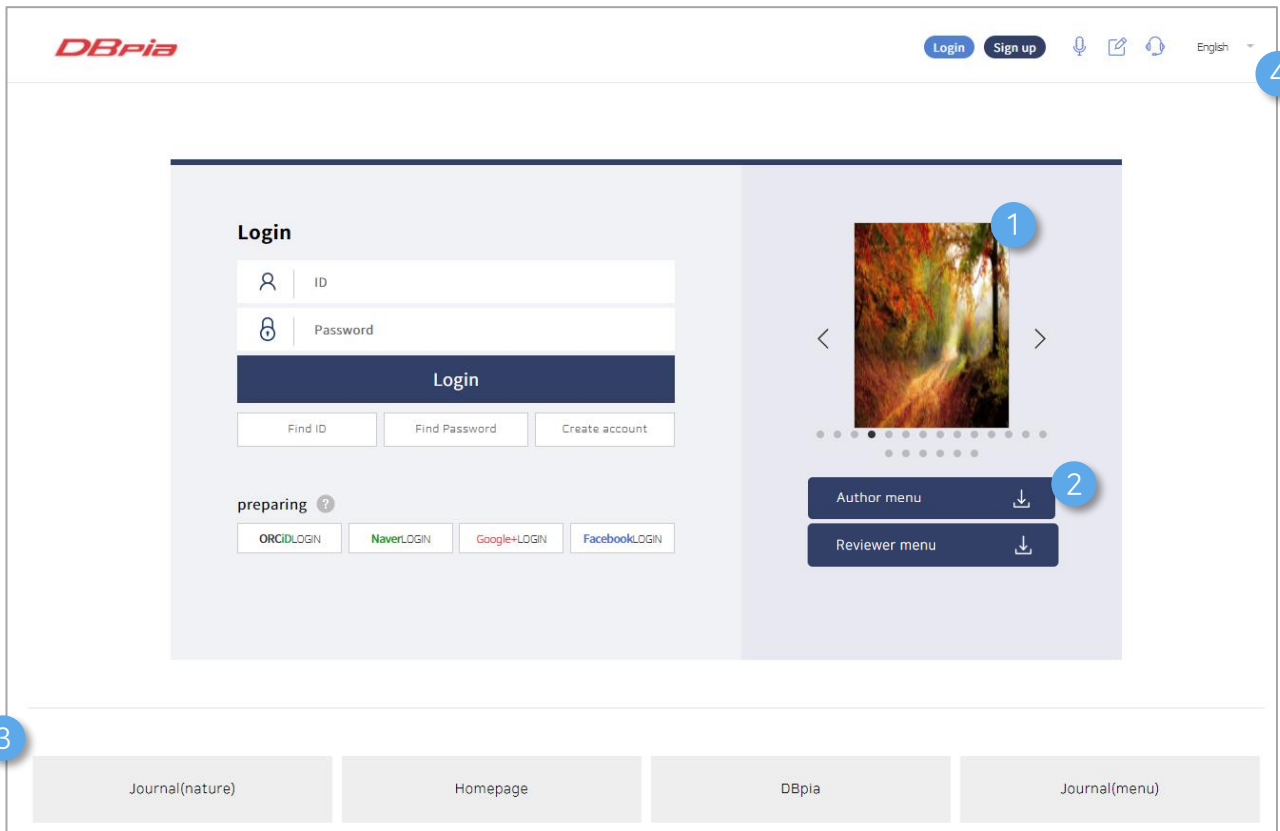 DBpia
Login
Sign up
English
4
Login
1
ID
Password
Login
Find ID
Find Password
Create account
2
Author menu
preparing ?
ORCiDLOGIN
NaverLOGIN
Google+LOGIN
FacebookLOGIN
Reviewer menu
3
Journal(nature)
Homepage
DBpia
Journal(menu)